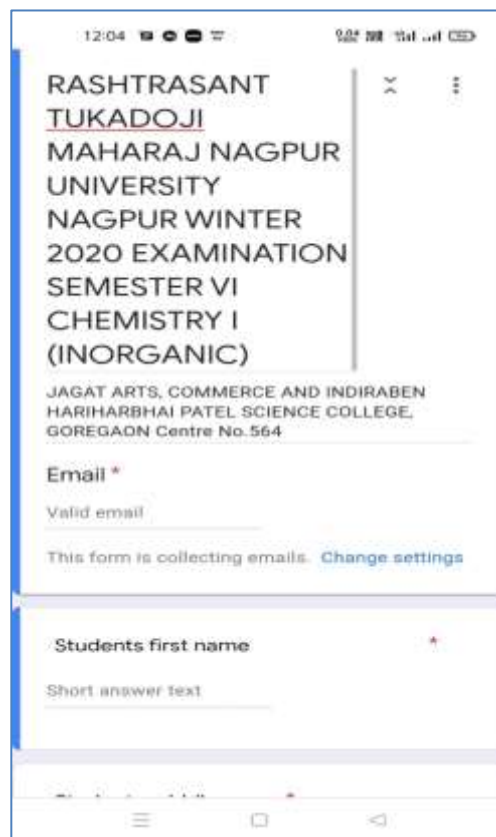 12:04
RASHTRASANT
TUKADOJI
MAHARAJ NAGPUR
UNIVERSITY
NAGPUR WINTER
2020 EXAMINATION
SEMESTER VI
CHEMISTRY I
(INORGANIC)
JAGAT ARTS, COMMERCE AND INDIRABEN
HARIHARBHAI PATEL SCIENCE COLLEGE,
GOREGAON Centre No.564
Email *
Valid email
This form is collecting emails. Change settings
Students first name *
Short answer text